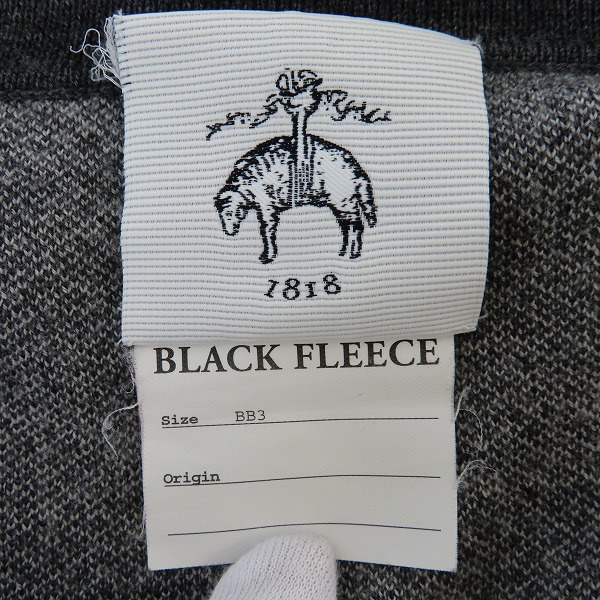 1818
BLACK FLEECE
Size BB3
Origin